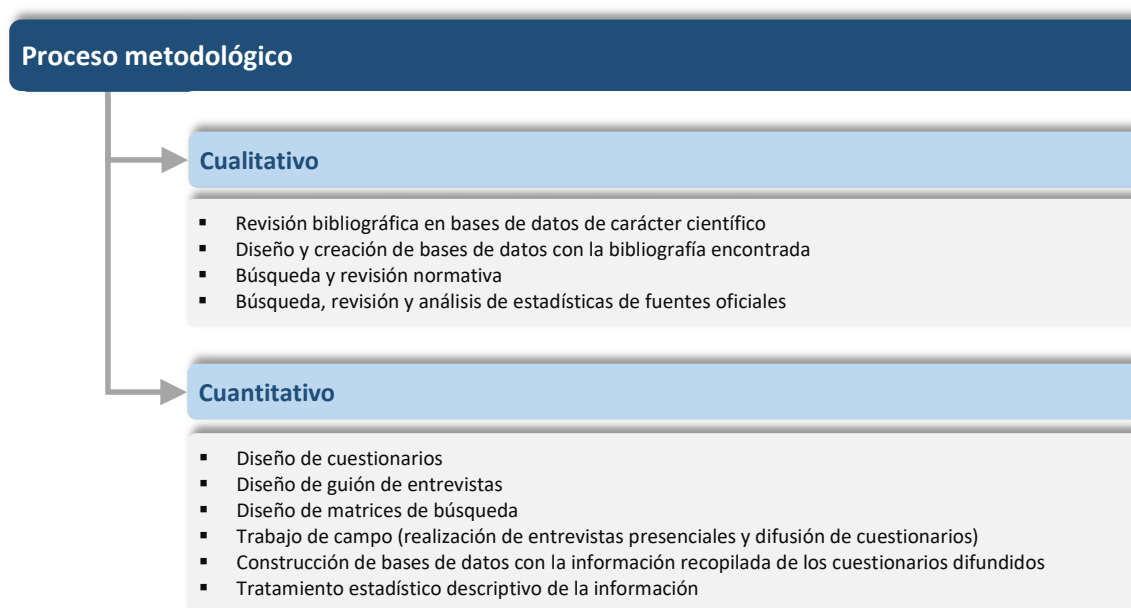 Proceso metodológico
Cualitativo
▪ Revisión bibliográfica en bases de datos de carácter científico
▪ Diseño y creación de bases de datos con la bibliografía encontrada
▪ Búsqueda y revisión normativa
▪ Búsqueda, revisión y análisis de estadísticas de fuentes oficiales
Cuantitativo
▪ Diseño de cuestionarios
▪ Diseño de guión de entrevistas
▪ Diseño de matrices de búsqueda
▪ Trabajo de campo (realización de entrevistas presenciales y difusión de cuestionarios)
▪ Construcción de bases de datos con la información recopilada de los cuestionarios difundidos
▪ Tratamiento estadístico descriptivo de la información